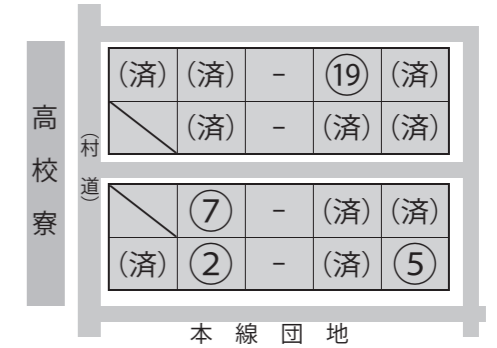 高校寮
(村道)
(済) (済) - ⑲ (済)
(済) - (済) (済)
⑦ - (済) (済)
(済) ② - (済) ⑤
本線団地